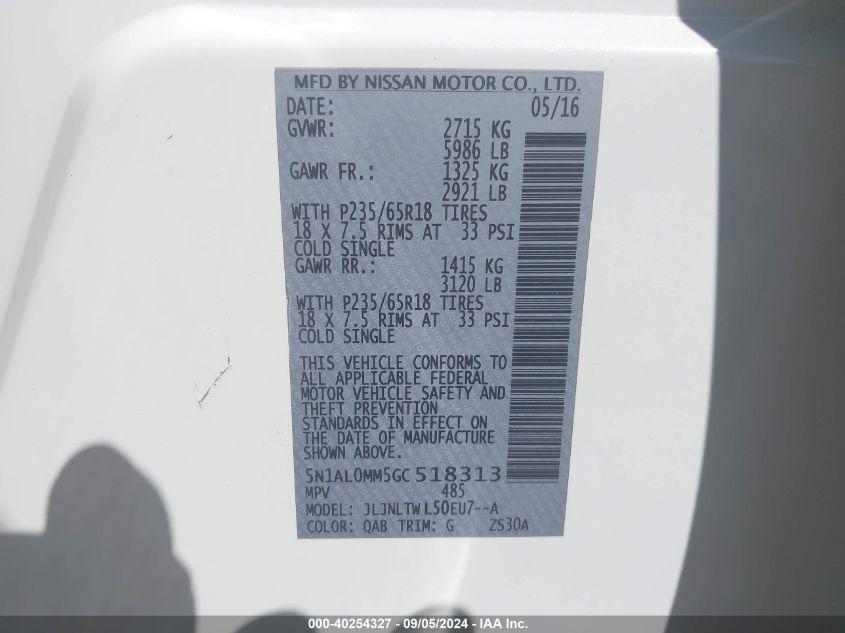 MFD BY NISSAN MOTOR CO., LTD.
DATE: 05/16
GVWR: 2715 KG
5986 LB
GAWR FR.: 1325 KG
2921 LB
WITH P235/65R18 TIRES
18 X 7.5 RIMS AT 33 PSI
COLD SINGLE
GAWR RR.: 1415 KG
3120 LB
WITH P235/65R18 TIRES
18 X 7.5 RIMS AT 33 PSI
COLD SINGLE
THIS VEHICLE CONFORMS TO
ALL APPLICABLE FEDERAL
MOTOR VEHICLE SAFETY AND
THEFT PREVENTION
STANDARDS IN EFFECT ON
THE DATE OF MANUFACTURE
SHOWN ABOVE.
5N1AL0MM5GC 518313
MPV 485
MODEL: JLJNLTW L50EU7--A
COLOR: QAB TRIM: G ZS30A
000 - 40254327 - 09/05/2024 - IAA Inc.